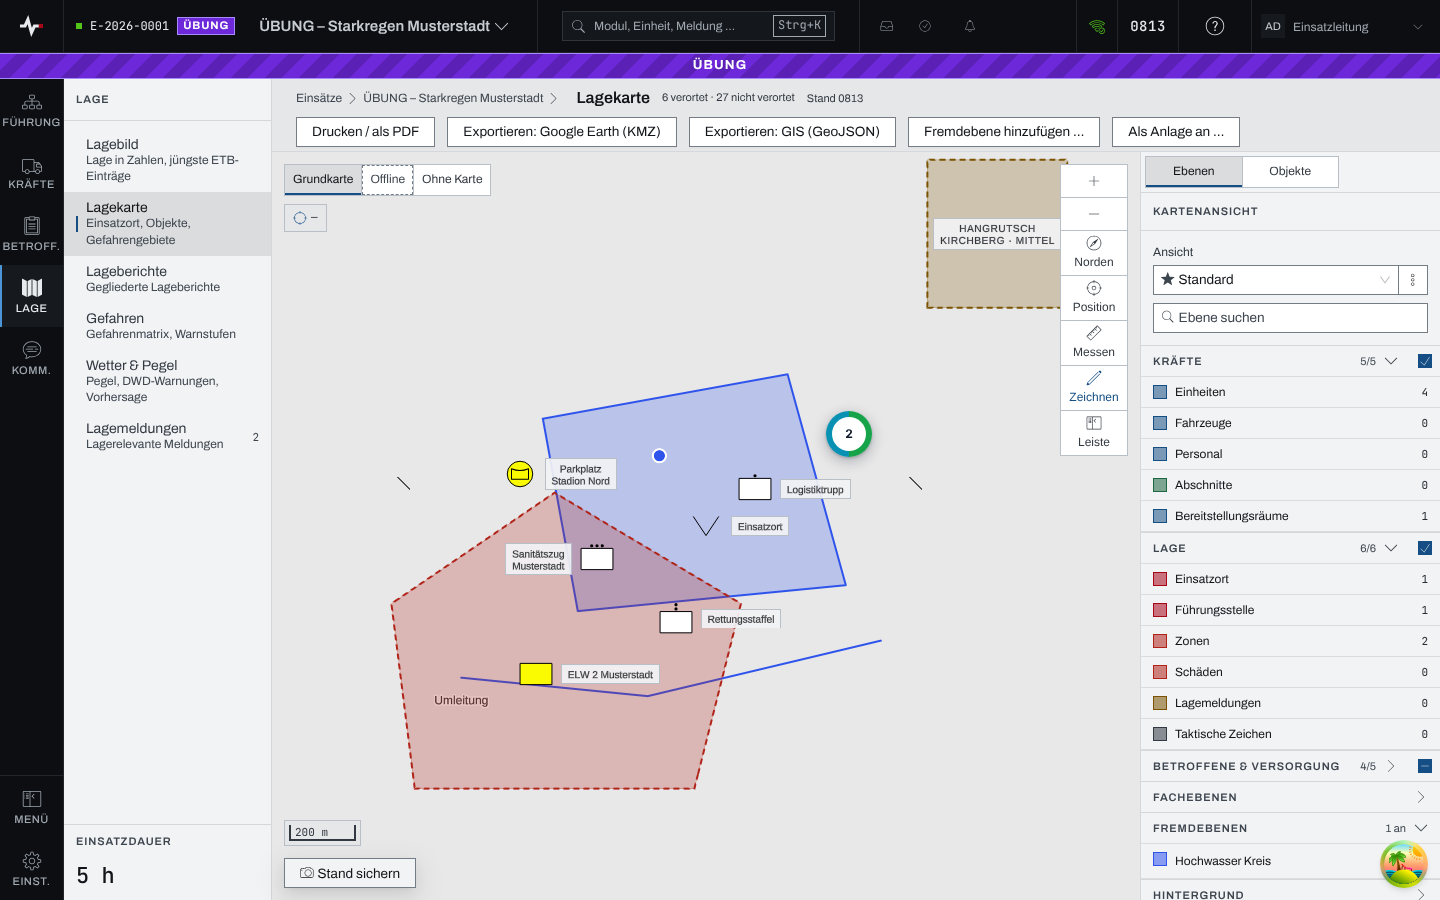 E-2026-0001
ÜBUNG
ÜBUNG – Starkregen Musterstadt
Modul, Einheit, Meldung ...
Strg+K
0813
AD
Einsatzleitung
ÜBUNG
FÜHRUNG
KRÄFTE
BETROFF.
LAGE
KOMM.
MENÜ
EINST.
LAGE
Lagebild
Lage in Zahlen, jüngste ETB-
Einträge
Lagekarte
Einsatzort, Objekte,
Gefahrengebiete
Lageberichte
Gegliederte Lageberichte
Gefahren
Gefahrenmatrix, Warnstufen
Wetter & Pegel
Pegel, DWD-Warnungen,
Vorhersage
Lagemeldungen
Lagerelevante Meldungen
2
EINSATZDAUER
5 h
Einsätze
ÜBUNG – Starkregen Musterstadt
Lagekarte
6 verortet · 27 nicht verortet
Stand 0813
Drucken / als PDF
Exportieren: Google Earth (KMZ)
Exportieren: GIS (GeoJSON)
Fremdebene hinzufügen ...
Als Anlage an ...
Grundkarte
Offline
Ohne Karte
–
HANGRUTSCH
KIRCHBERG · MITTEL
Norden
Position
Messen
Zeichnen
Leiste
2
Parkplatz
Stadion Nord
Logistiktrupp
Einsatzort
Sanitätszug
Musterstadt
Rettungsstaffel
ELW 2 Musterstadt
Umleitung
200 m
Stand sichern
Ebenen
Objekte
KARTENANSICHT
Ansicht
Standard
Ebene suchen
KRÄFTE 5/5
Einheiten 4
Fahrzeuge 0
Personal 0
Abschnitte 0
Bereitstellungsräume 1
LAGE 6/6
Einsatzort 1
Führungsstelle 1
Zonen 2
Schäden 0
Lagemeldungen 0
Taktische Zeichen 0
BETROFFENE & VERSORGUNG 4/5
FACHEBENEN
FREMDEBENEN 1 an
Hochwasser Kreis
HINTERGRUND